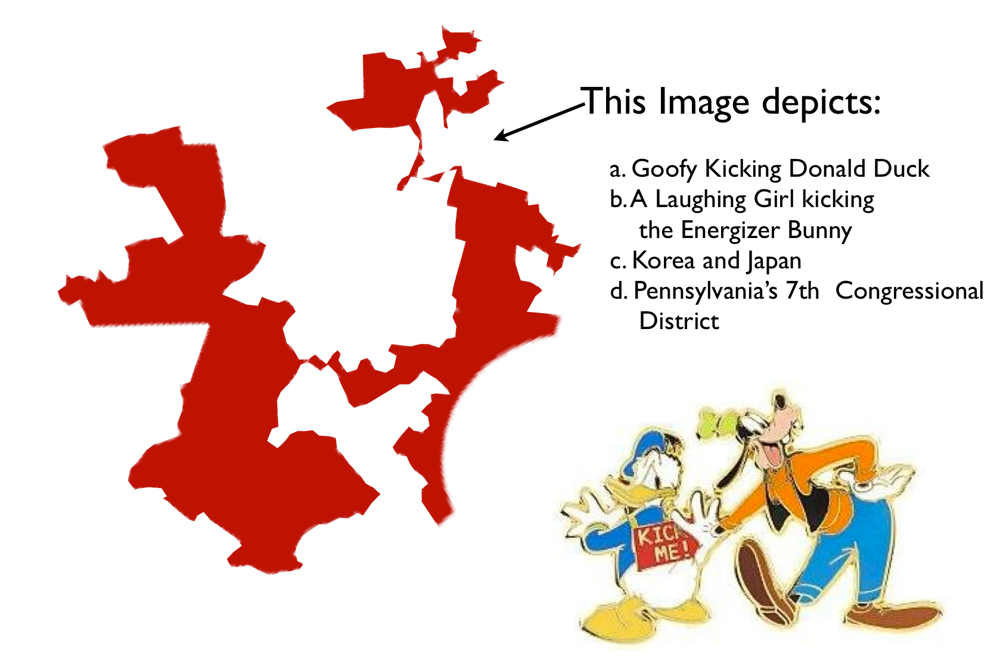 This Image depicts:
a. Goofy Kicking Donald Duck
b. A Laughing Girl kicking
the Energizer Bunny
c. Korea and Japan
d. Pennsylvania's 7th Congressional
District
KICK
ME!